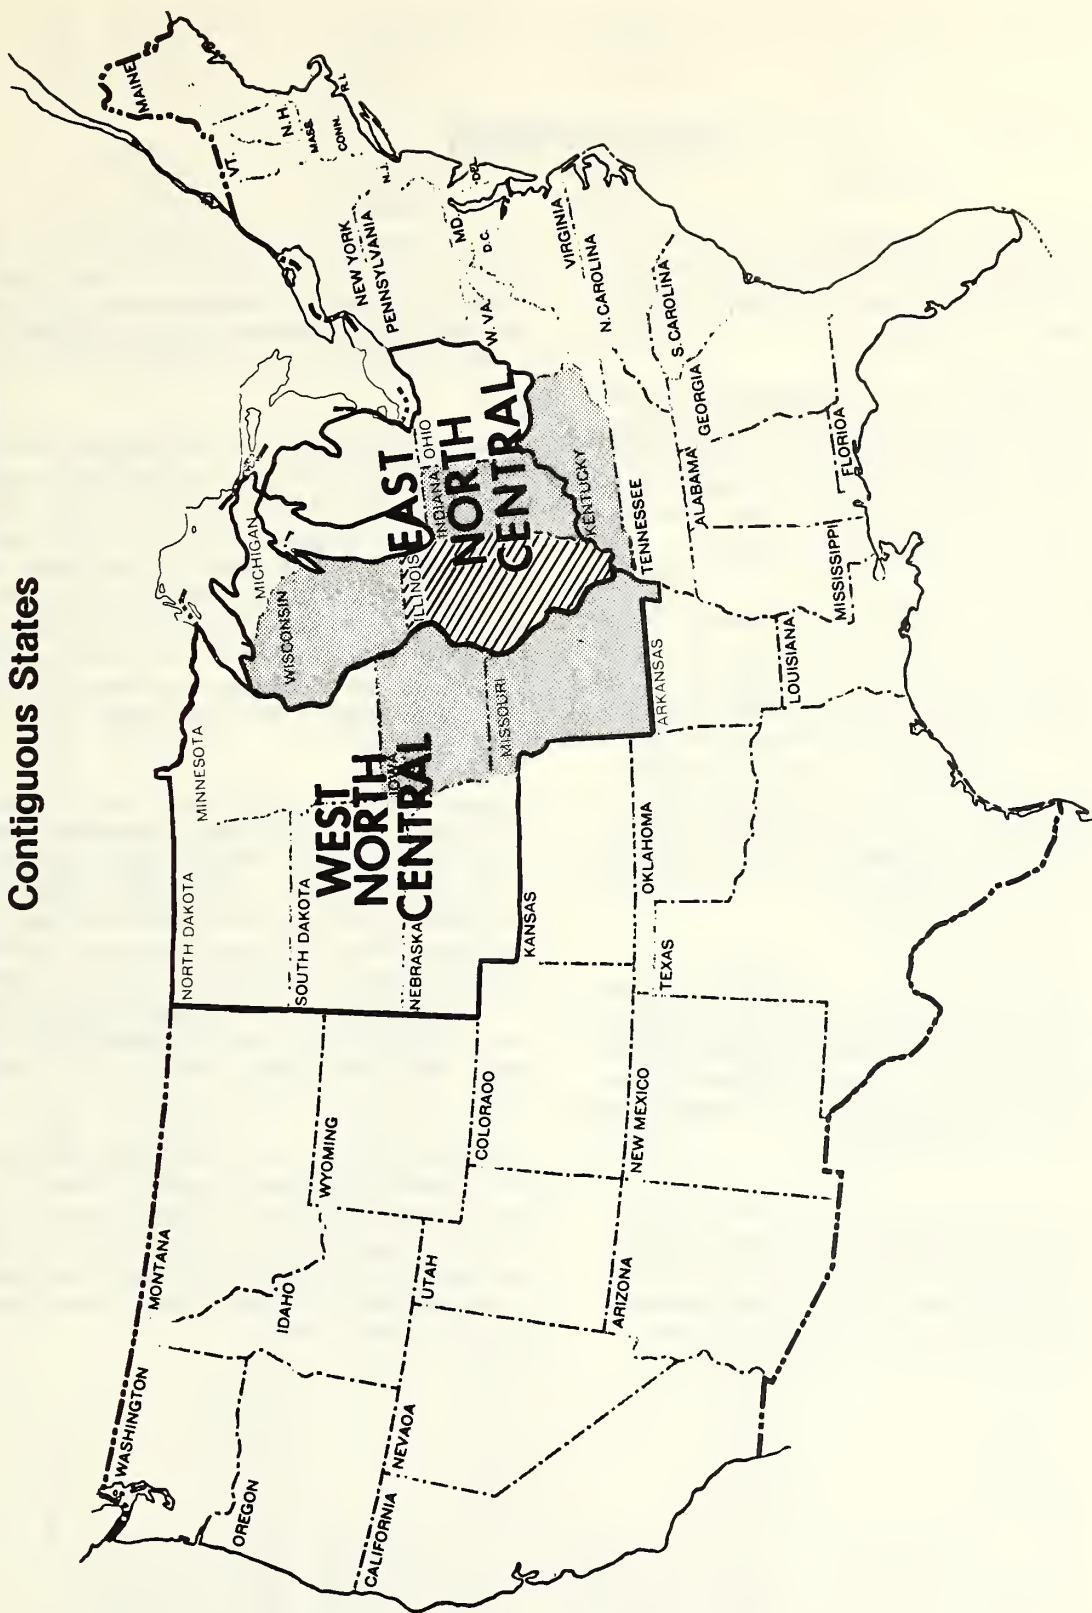 Contiguous States
WASHINGTON
MONTANA
NORTH DAKOTA
MINNESOTA
MICHIGAN
MAINE
VT.
N.H.
MASS.
CONN.
R.I.
OREGON
IDAHO
WYOMING
SOUTH DAKOTA
WISCONSIN
NEW YORK
PENNSYLVANIA
N.J.
WEST
NORTH
CENTRAL
EAST
NORTH
CENTRAL
CALIFORNIA
NEVAOA
UTAH
COLORAOO
NEBRASKA
IOWA
ILLINOIS
INDIANA
OHIO
W. VA.
MD.
D.C.
DEL.
VIRGINIA
KANSAS
MISSOURI
KENTUCKY
N. CAROLINA
ARIZONA
NEW MEXICO
TEXAS
OKLAHOMA
ARKANSAS
TENNESSEE
S. CAROLINA
LOUISIANA
MISSISSIPPI
ALABAMA
GEORGIA
FLORIOA